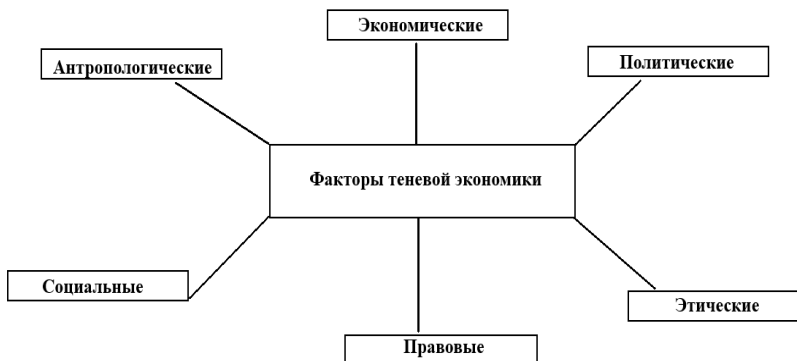 Экономические
Антропологические
Политические
Факторы теневой экономики
Социальные
Этические
Правовые